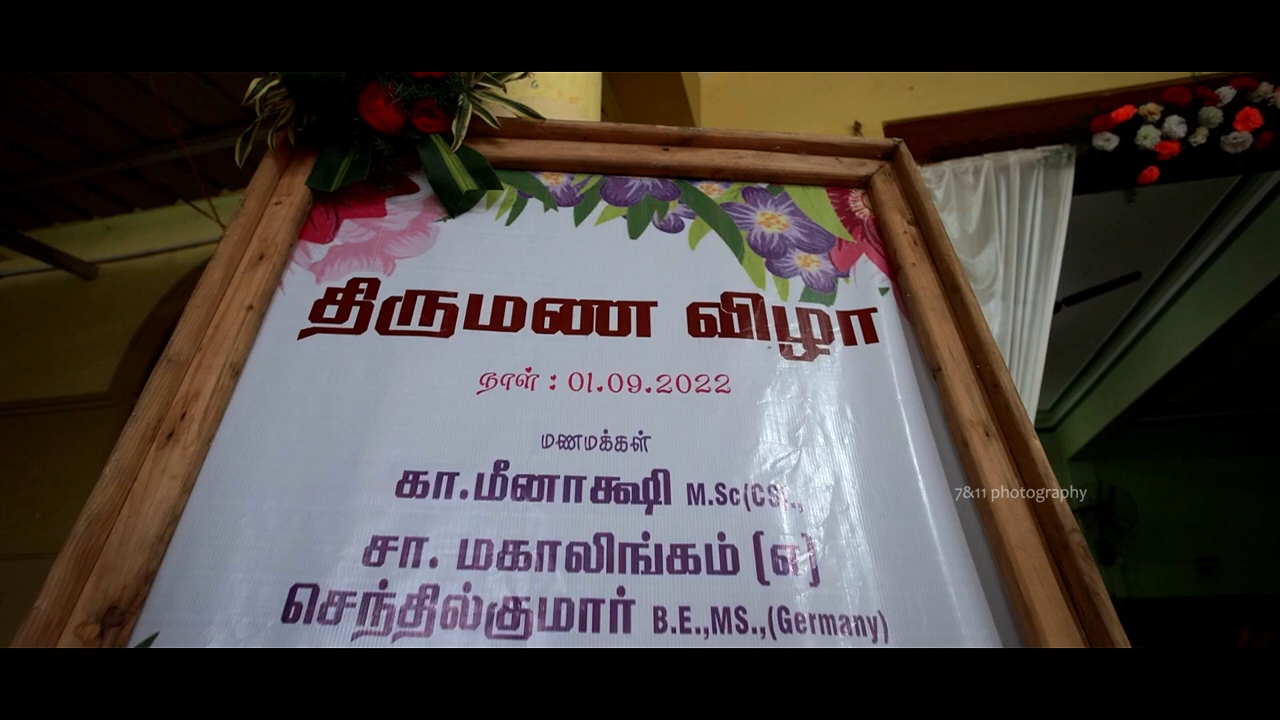 திருமண விழா
நாள் : 01.09.2022
மணமக்கள்
கா.மீனாக்ஷி M.Sc(CS).,
7&11 photography
சா. மகாலிங்கம் (எ)
செந்தில்குமார் B.E.,MS.,(Germany)